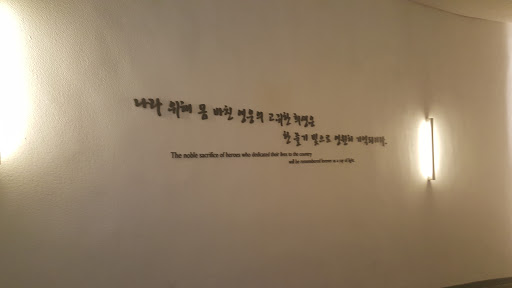 나라 위해 몸 바친 영웅의 고귀한 희생은
한 줄기 빛으로 영원히 기억되리라.
The noble sacrifice of heroes who dedicated their lives to the country
will be remembered forever as a ray of light.